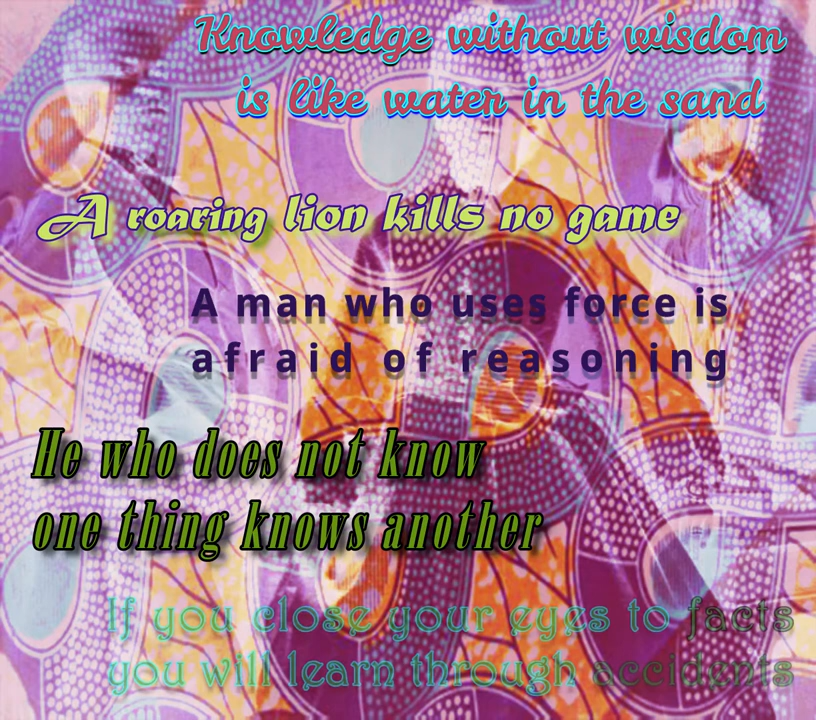 Knowledge without wisdom
is like water in the sand
A roaring lion kills no game
A man who uses force is
afraid of reasoning
He who does not know
one thing knows another
If you close your eyes to facts
you will learn through accidents